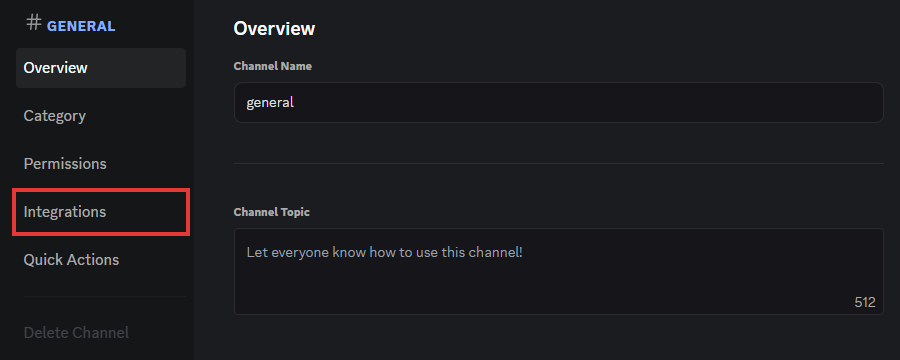 # GENERAL
Overview
Category
Permissions
Integrations
Quick Actions
Delete Channel
Overview
Channel Name
general
Channel Topic
Let everyone know how to use this channel!
512